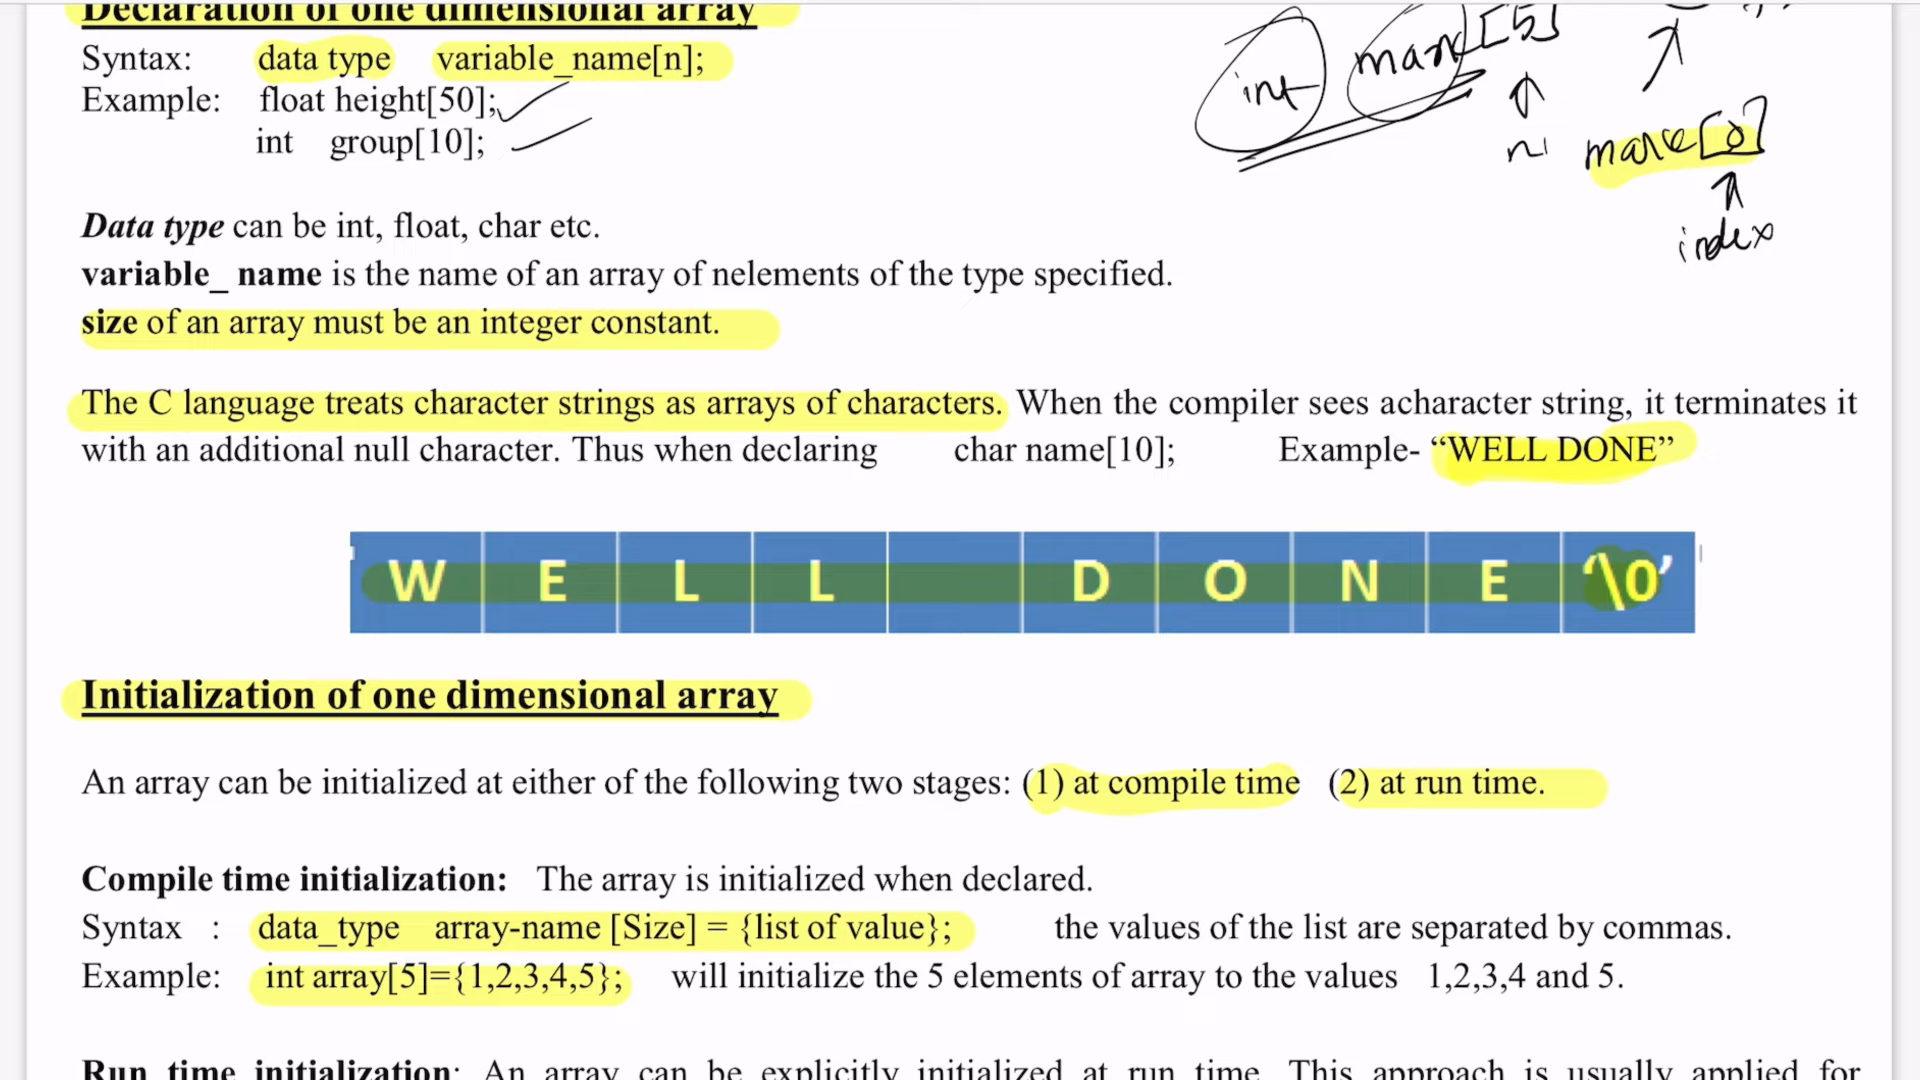 Declaration of one dimensional array
Syntax: data type variable_name[n];
Example: float height[50];
int group[10];
int mark[5]
n
mark[0]
index
Data type can be int, float, char etc.
variable_ name is the name of an array of nelements of the type specified.
size of an array must be an integer constant.
The C language treats character strings as arrays of characters. When the compiler sees acharacter string, it terminates it
with an additional null character. Thus when declaring char name[10]; Example- “WELL DONE”
W E L L D O N E ‘\0’
Initialization of one dimensional array
An array can be initialized at either of the following two stages: (1) at compile time (2) at run time.
Compile time initialization: The array is initialized when declared.
Syntax : data_type array-name [Size] = {list of value}; the values of the list are separated by commas.
Example: int array[5]={1,2,3,4,5}; will initialize the 5 elements of array to the values 1,2,3,4 and 5.
Run time initialization: An array can be explicitly initialized at run time. This approach is usually applied for